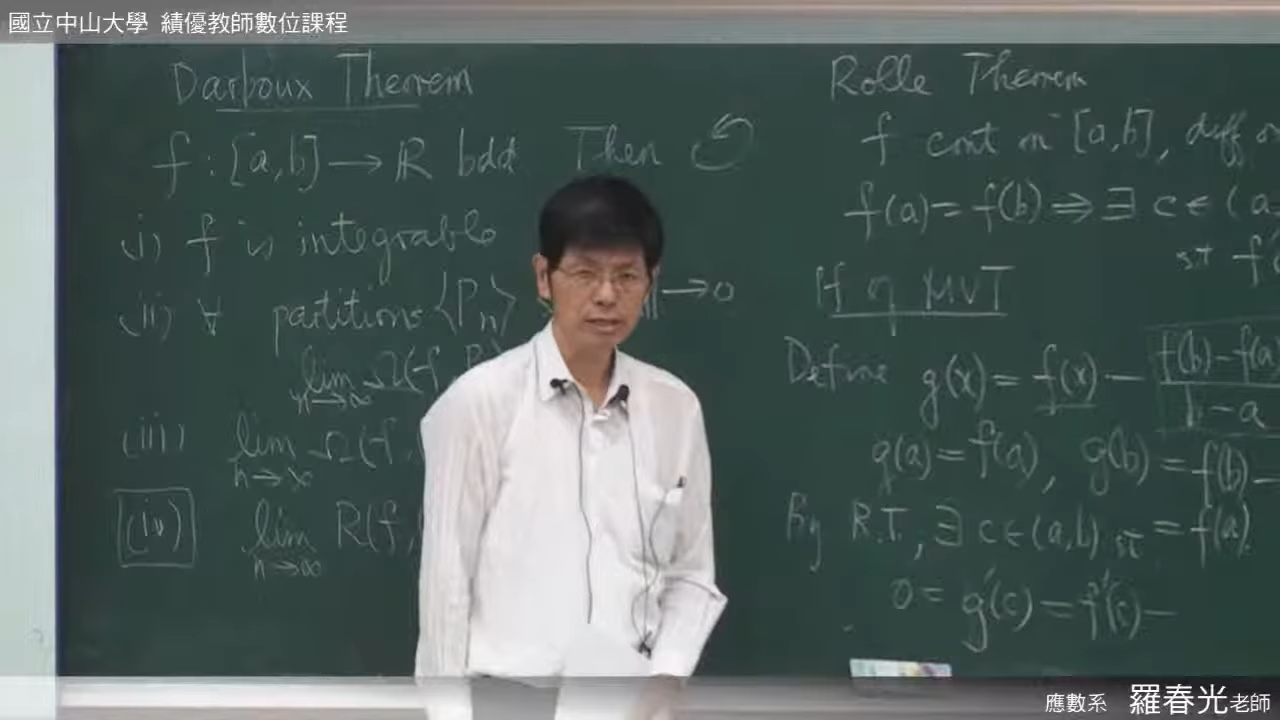 國立中山大學 績優教師數位課程
Darboux Theorem
f : [a,b] → ℝ bdd Then
(i) f is integrable
(ii) ∀ partitions ⟨Pn⟩ ‖ → 0
lim Ω(f, P
n→∞
(iii) lim Ω(f,
n→∞
(iv) lim R(f,
n→∞
Rolle Theorem
f cont on [a,b], diff o
f(a) = f(b) ⇒ ∃ c ∈ (a
st f'
Pf of MVT
Define g(x) = f(x) − f(b)−f(a
b − a
g(a) = f(a), g(b) = f(b) −
By R.T., ∃ c ∈ (a,b) st = f(a).
0 = g'(c) = f'(c) −
應數系 羅春光老師